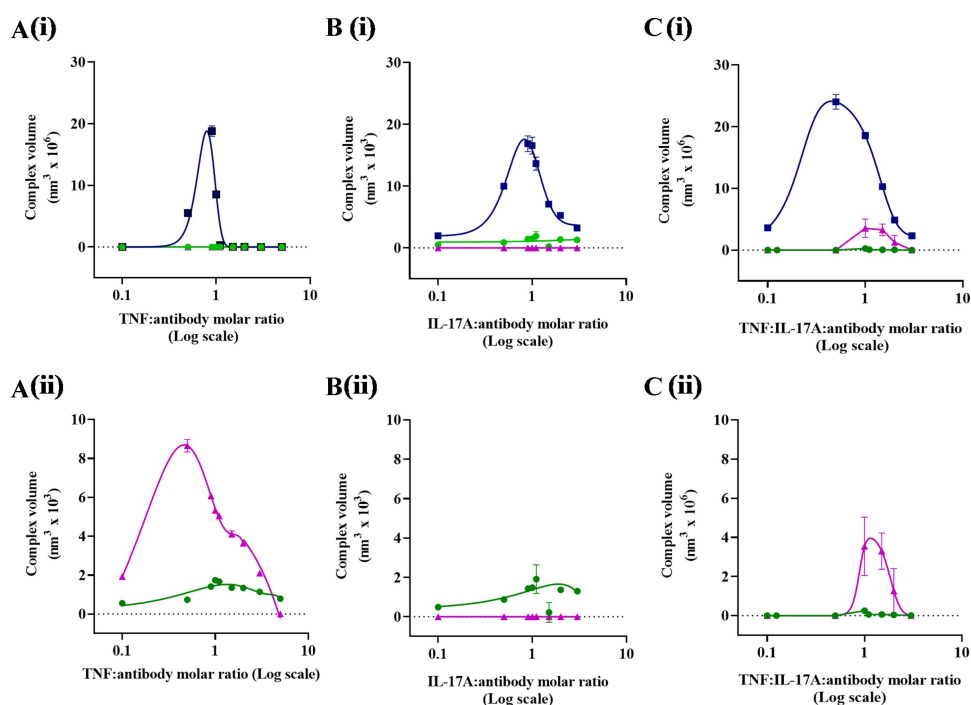 A(i)
B (i)
C(i)
30
20
10
0
Complex volume
(nm³ x 10⁶)
0.1
1
10
TNF:antibody molar ratio
(Log scale)
30
20
10
0
Complex volume
(nm³ x 10³)
0.1
1
10
IL-17A:antibody molar ratio
(Log scale)
30
20
10
0
Complex volume
(nm³ x 10⁶)
0.1
1
10
TNF:IL-17A:antibody molar ratio
(Log scale)
A(ii)
B(ii)
C(ii)
10
8
6
4
2
0
Complex volume
(nm³ x 10³)
0.1
1
10
TNF:antibody molar ratio (Log scale)
10
8
6
4
2
0
Complex volume
(nm³ x 10³)
0.1
1
10
IL-17A:antibody molar ratio
(Log scale)
10
8
6
4
2
0
Complex volume
(nm³ x 10⁶)
0.1
1
10
TNF:IL-17A:antibody molar ratio
(Log scale)